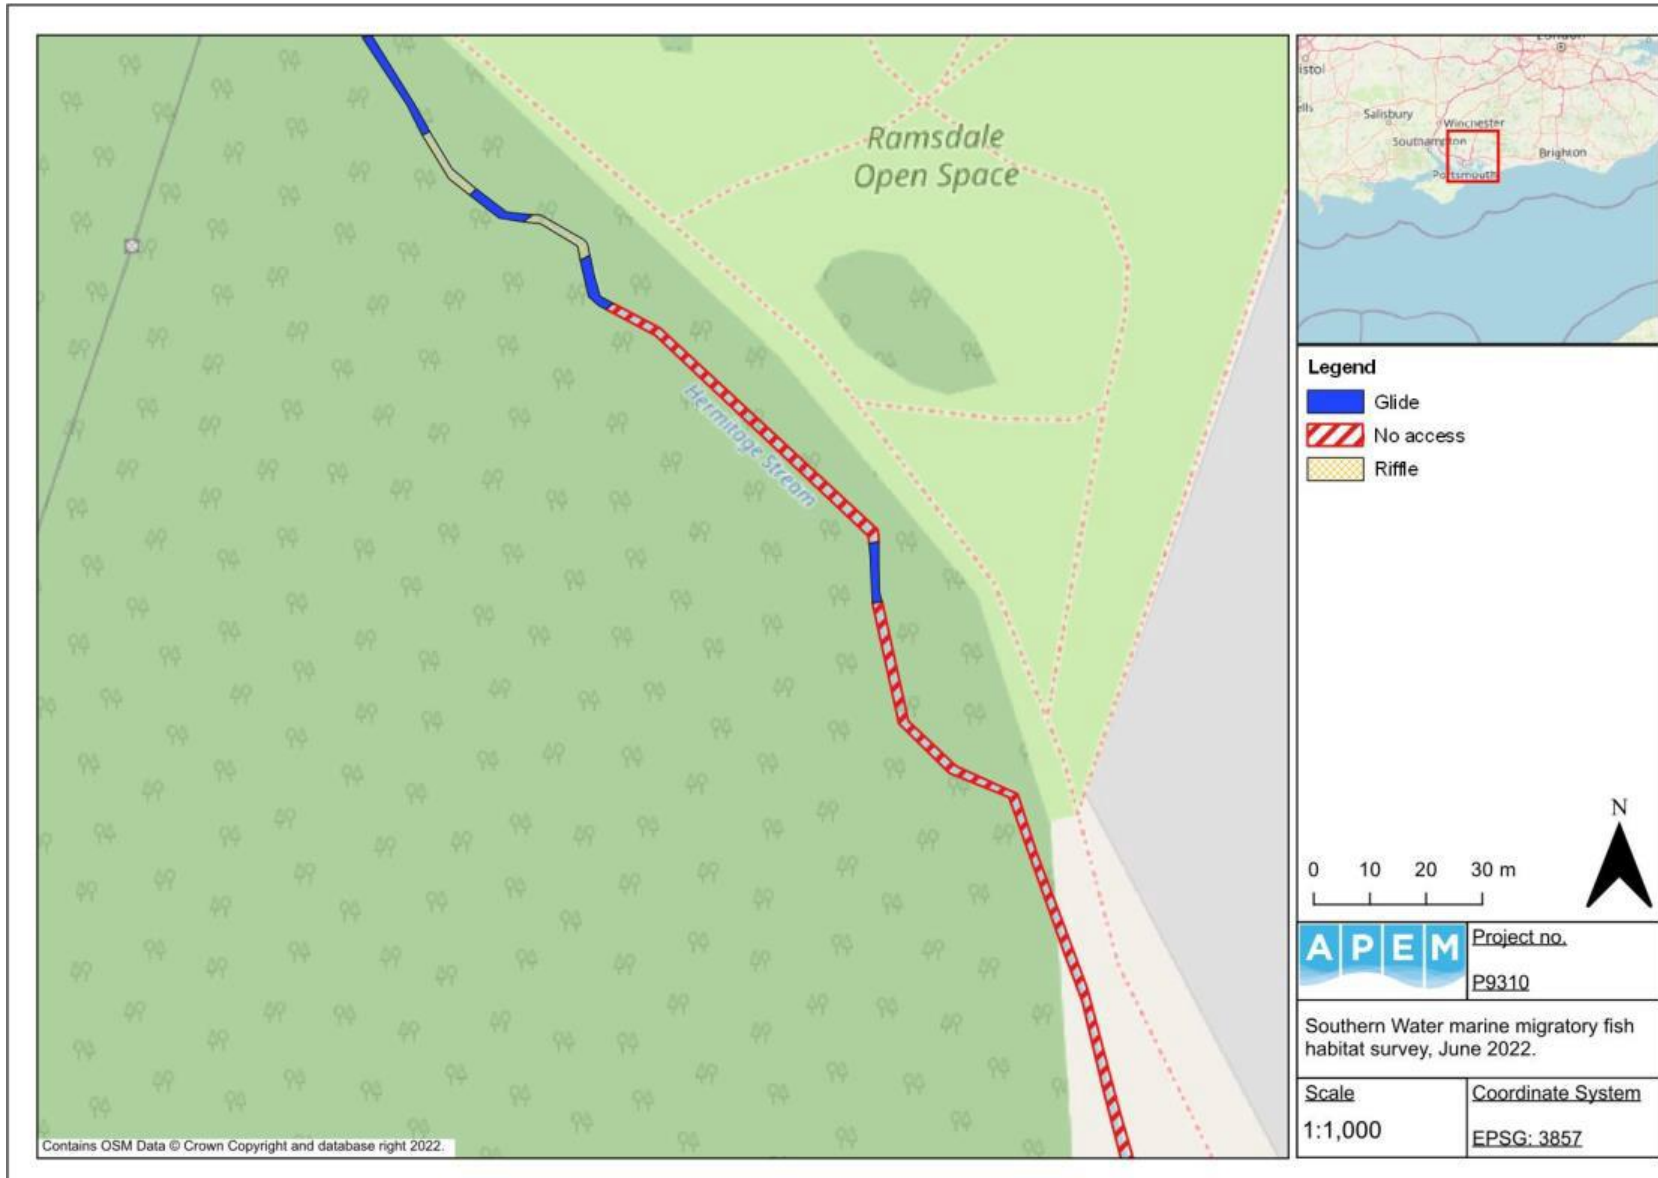 Ramsdale
Open Space
Hermitage Stream
Contains OSM Data © Crown Copyright and database right 2022.
London
Salisbury
Winchester
Southampton
Brighton
Portsmouth
Legend
Glide
No access
Riffle
N
0 10 20 30 m
APEM
Project no.
P9310
Southern Water marine migratory fish
habitat survey, June 2022.
Scale
1:1,000
Coordinate System
EPSG: 3857